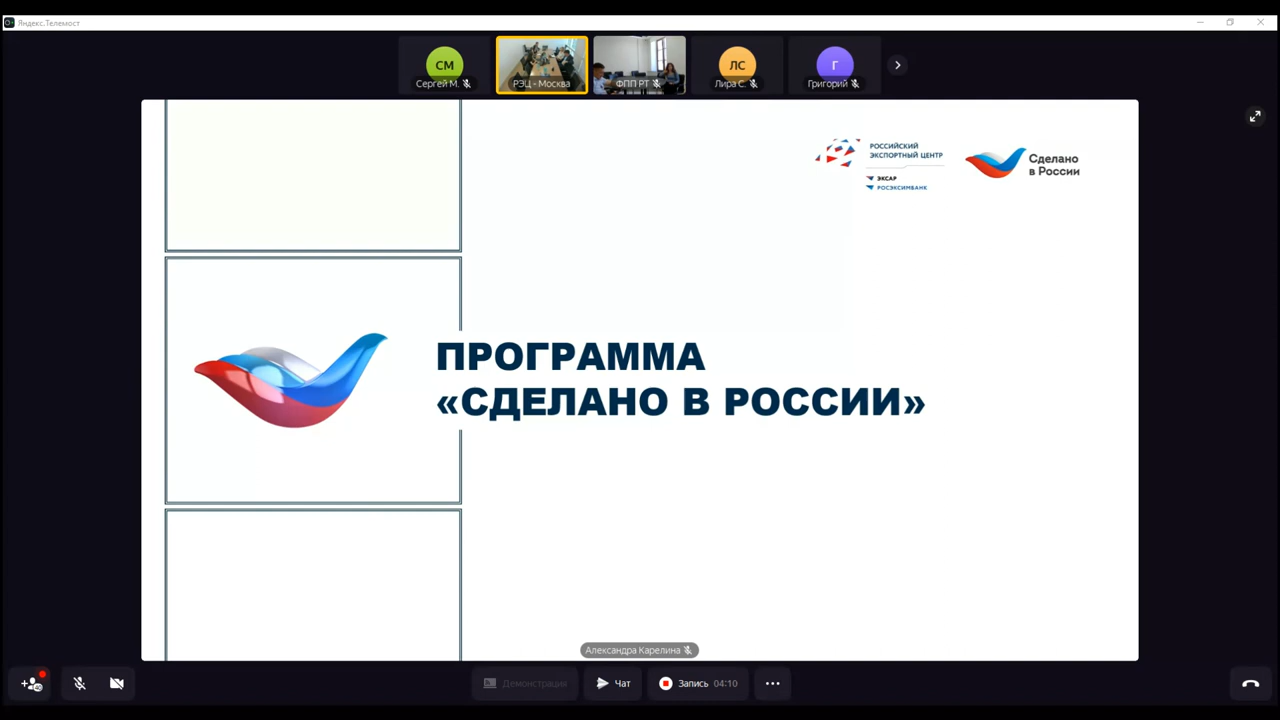 Яндекс.Телемост
СМ
Сергей М.
РЭЦ - Москва
ФПП РТ
ЛС
Лира С.
Г
Григорий
РОССИЙСКИЙ
ЭКСПОРТНЫЙ ЦЕНТР
ЭКСАР
РОСЭКСИМБАНК
Сделано
в России
ПРОГРАММА
«СДЕЛАНО В РОССИИ»
Александра Карелина
Демонстрация
Чат
Запись 04:10